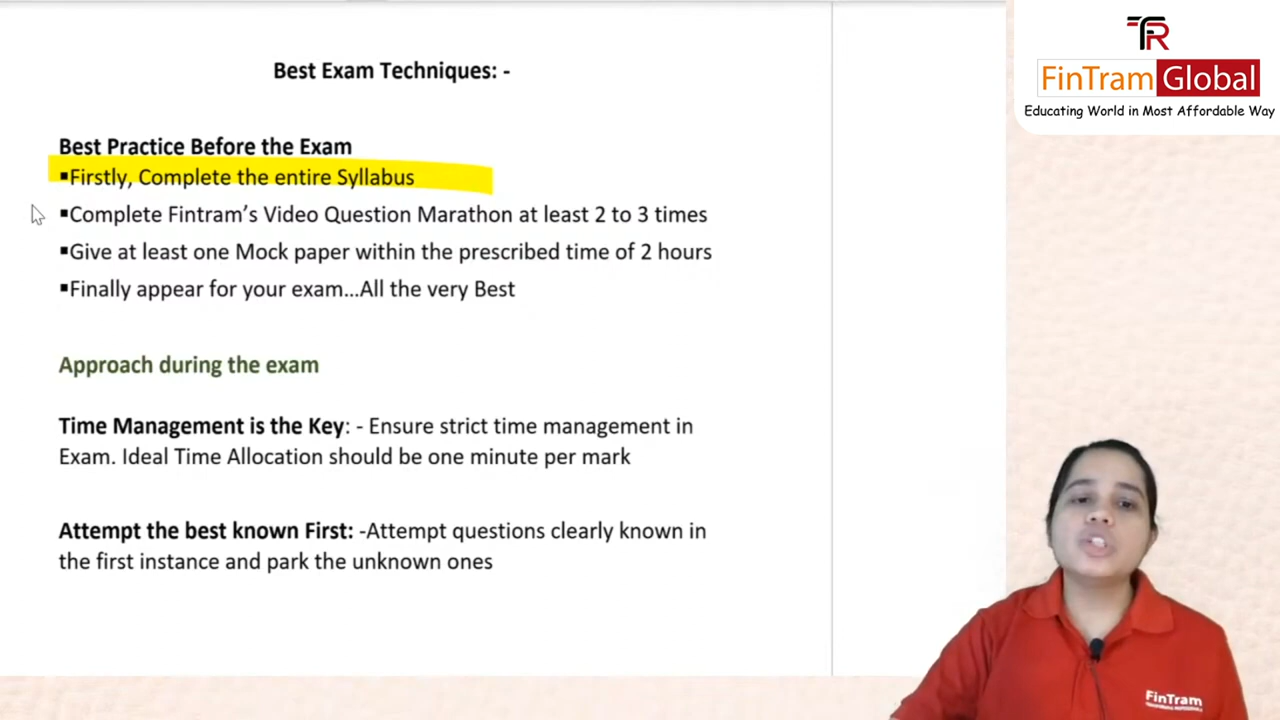 Best Exam Techniques: -
Best Practice Before the Exam
▪Firstly, Complete the entire Syllabus
▪Complete Fintram’s Video Question Marathon at least 2 to 3 times
▪Give at least one Mock paper within the prescribed time of 2 hours
▪Finally appear for your exam...All the very Best
Approach during the exam
Time Management is the Key: - Ensure strict time management in
Exam. Ideal Time Allocation should be one minute per mark
Attempt the best known First: -Attempt questions clearly known in
the first instance and park the unknown ones
TR
FinTram Global
Educating World in Most Affordable Way
FinTram